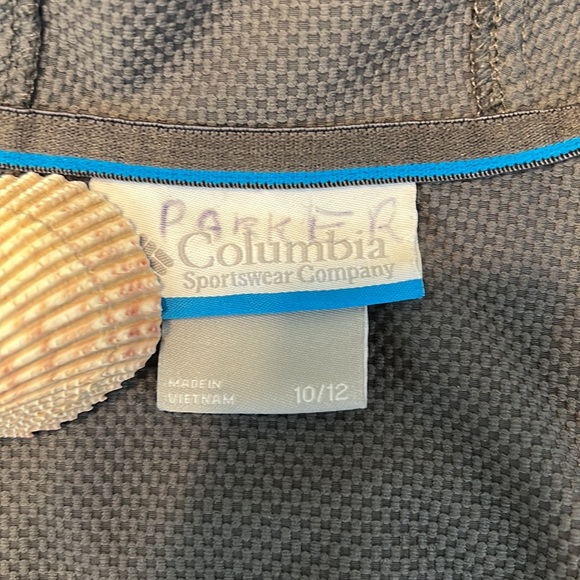 PARKER
Columbia
Sportswear Company
MADE IN
VIETNAM
10/12